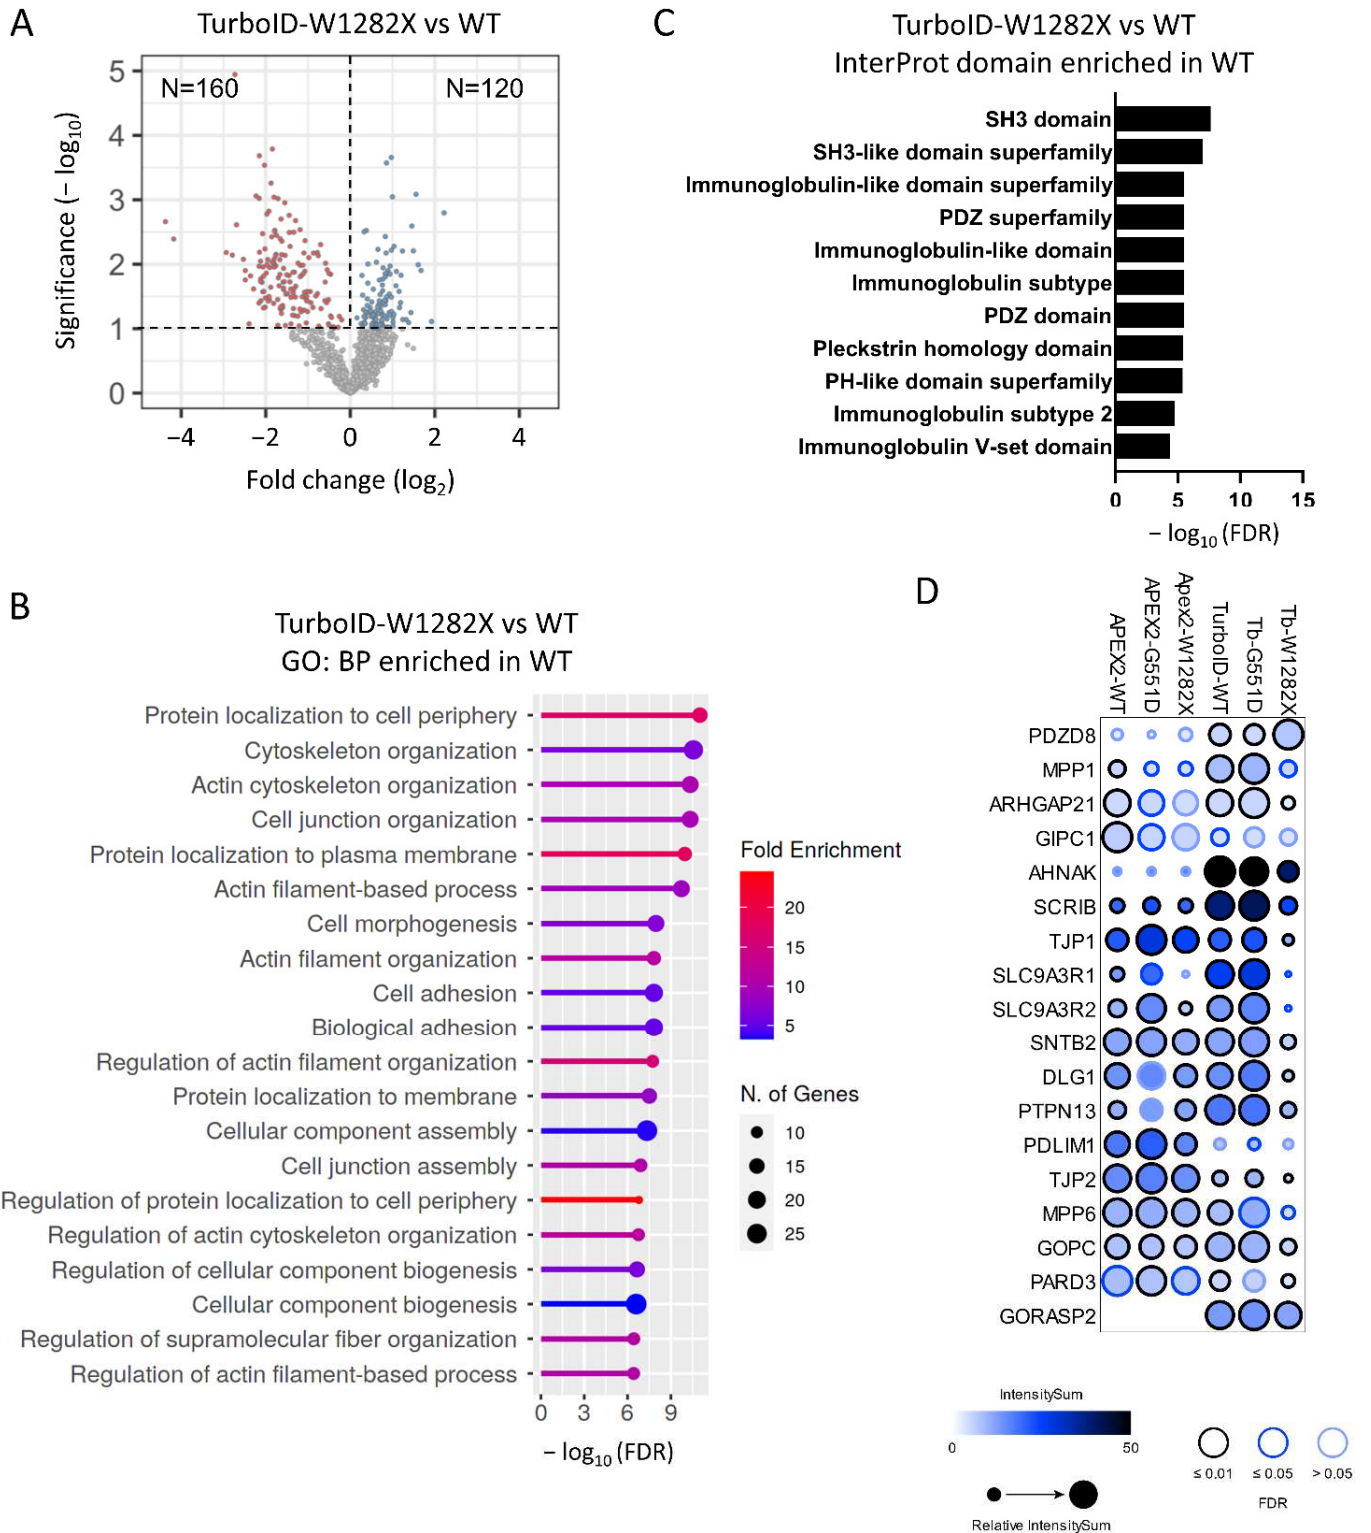 A
TurboID-W1282X vs WT
N=160
N=120
Significance (− log10)
5
4
3
2
1
0
−4
−2
0
2
4
Fold change (log2)
C
TurboID-W1282X vs WT
InterProt domain enriched in WT
SH3 domain
SH3-like domain superfamily
Immunoglobulin-like domain superfamily
PDZ superfamily
Immunoglobulin-like domain
Immunoglobulin subtype
PDZ domain
Pleckstrin homology domain
PH-like domain superfamily
Immunoglobulin subtype 2
Immunoglobulin V-set domain
0
5
10
15
− log10 (FDR)
B
TurboID-W1282X vs WT
GO: BP enriched in WT
Protein localization to cell periphery
Cytoskeleton organization
Actin cytoskeleton organization
Cell junction organization
Protein localization to plasma membrane
Actin filament-based process
Cell morphogenesis
Actin filament organization
Cell adhesion
Biological adhesion
Regulation of actin filament organization
Protein localization to membrane
Cellular component assembly
Cell junction assembly
Regulation of protein localization to cell periphery
Regulation of actin cytoskeleton organization
Regulation of cellular component biogenesis
Cellular component biogenesis
Regulation of supramolecular fiber organization
Regulation of actin filament-based process
0
3
6
9
− log10 (FDR)
Fold Enrichment
20
15
10
5
N. of Genes
10
15
20
25
D
APEX2-WT
APEX2-G551D
Apex2-W1282X
TurboID-WT
Tb-G551D
Tb-W1282X
PDZD8
MPP1
ARHGAP21
GIPC1
AHNAK
SCRIB
TJP1
SLC9A3R1
SLC9A3R2
SNTB2
DLG1
PTPN13
PDLIM1
TJP2
MPP6
GOPC
PARD3
GORASP2
IntensitySum
0
50
Relative IntensitySum
≤ 0.01
≤ 0.05
> 0.05
FDR